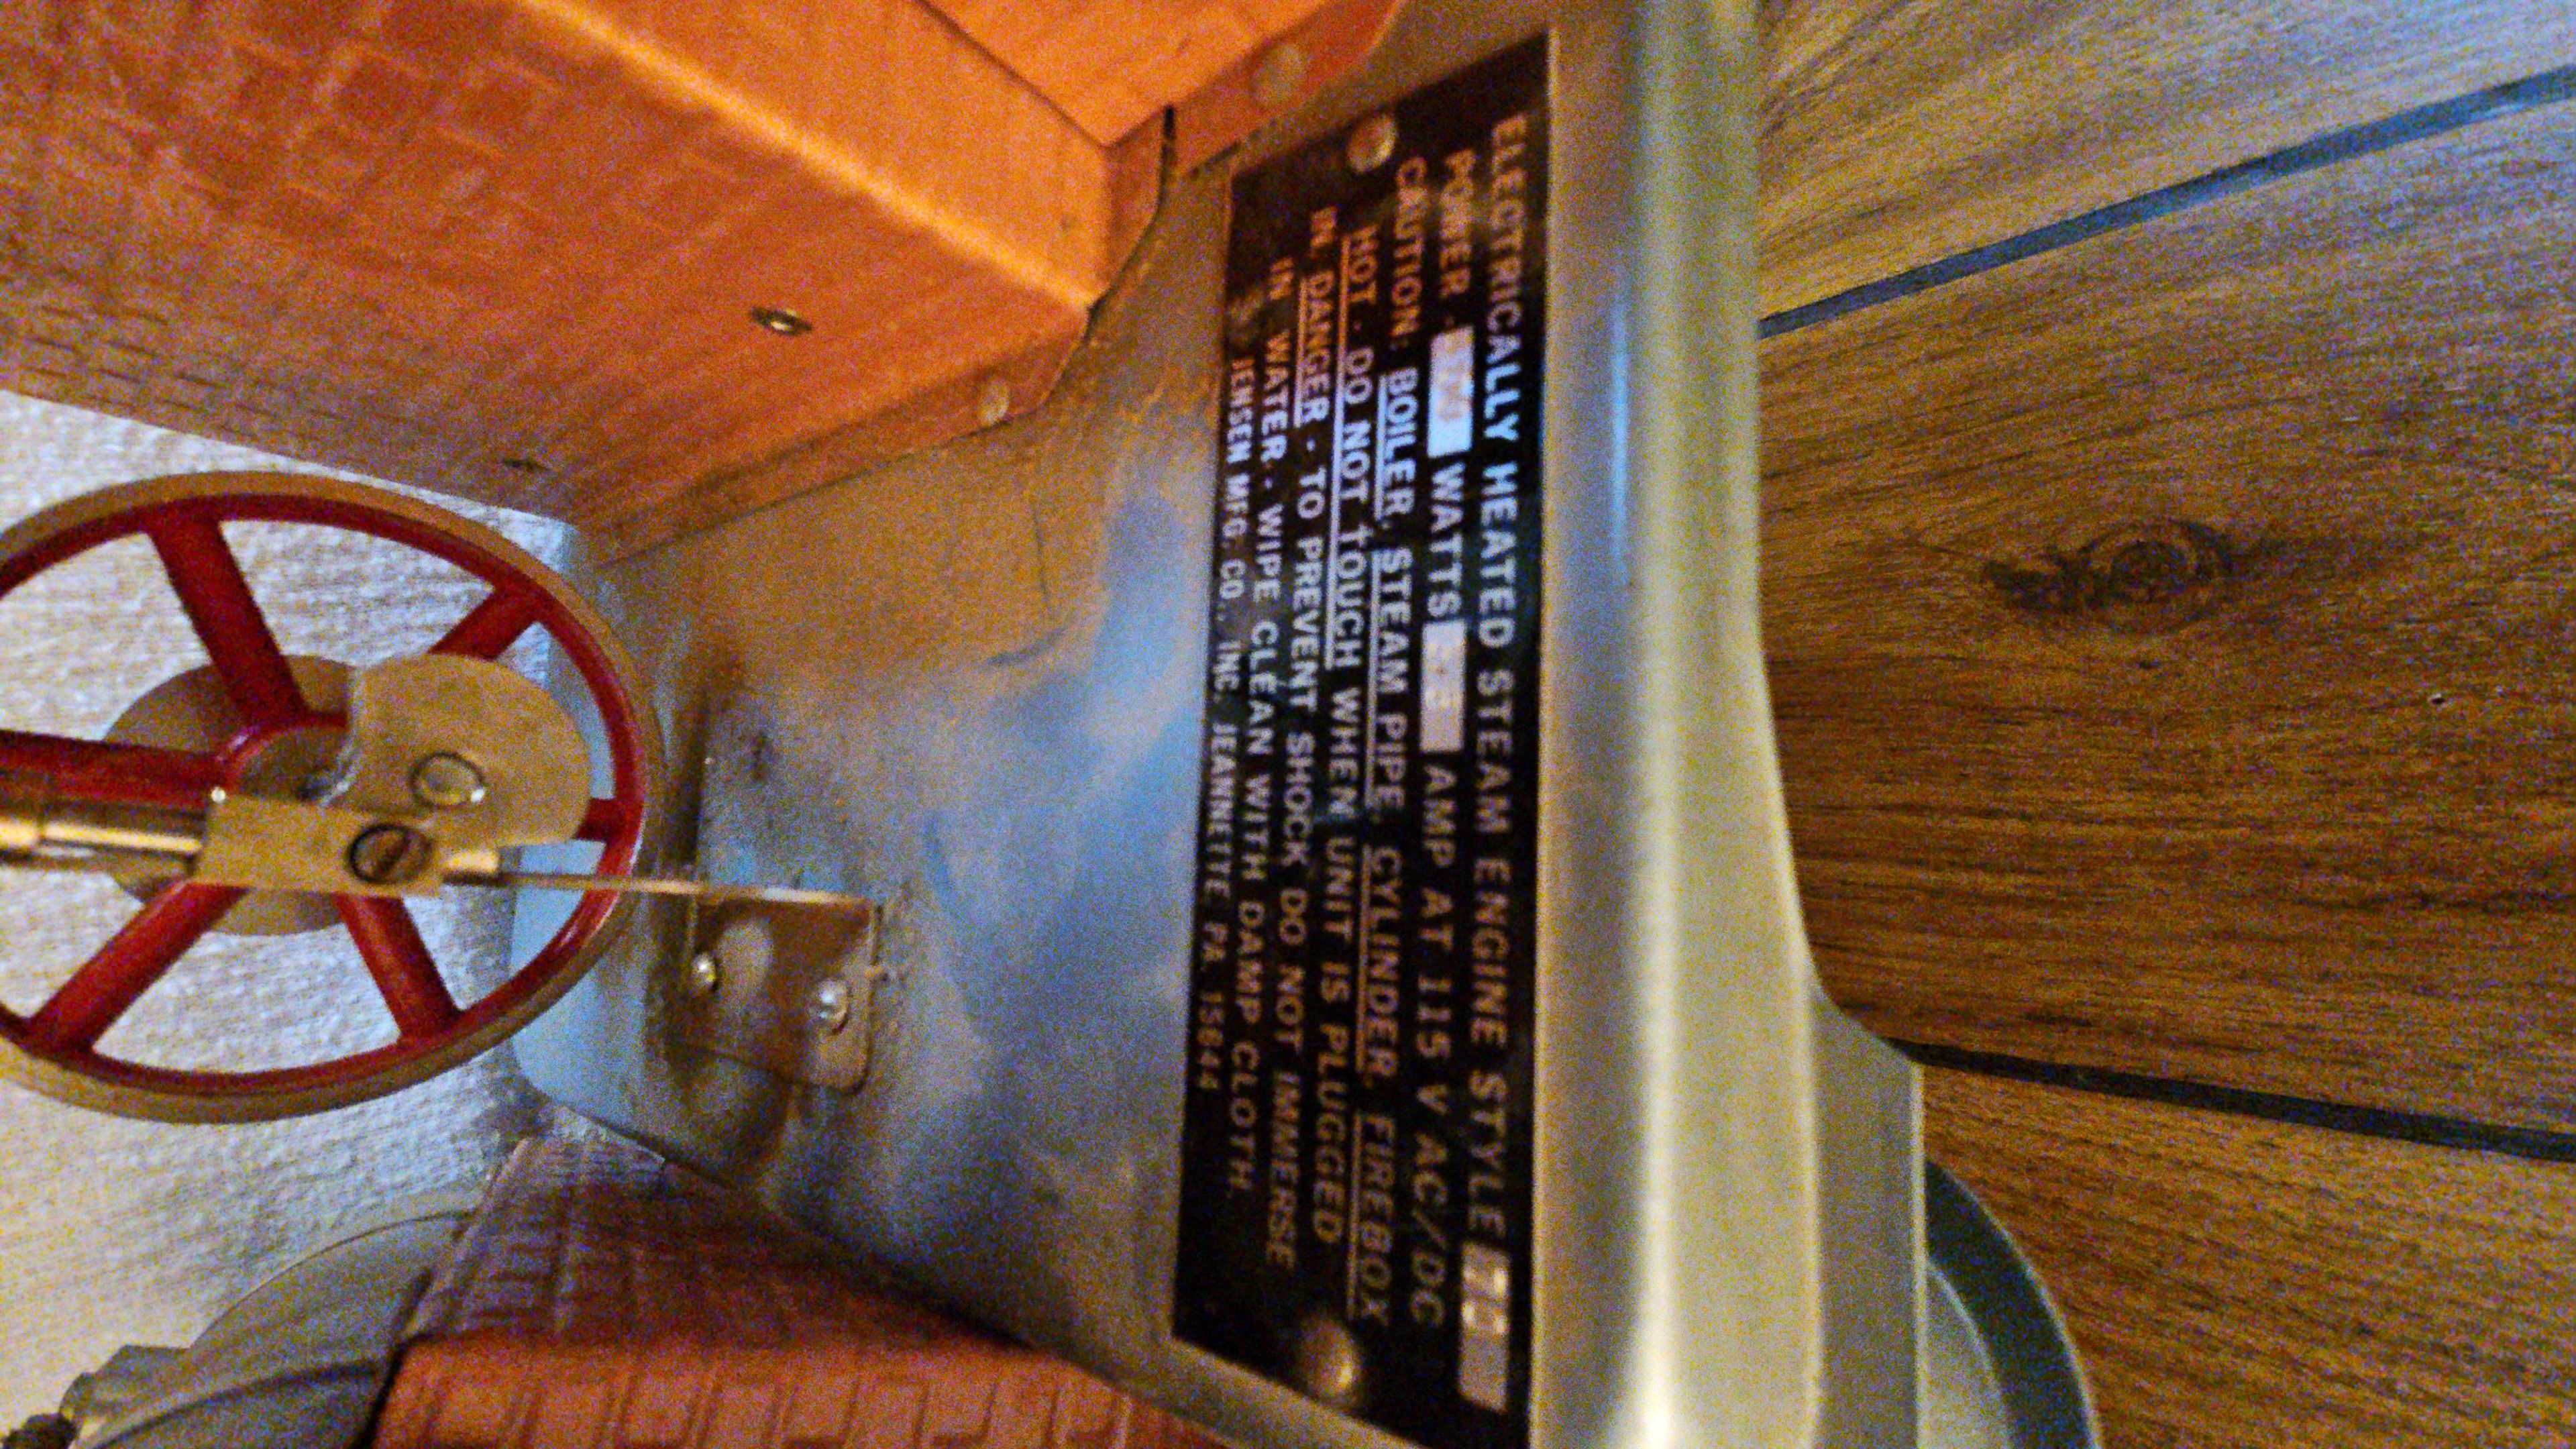 ELECTRICALLY HEATED STEAM ENGINE STYLE 70
POWER - WATTS AMP AT 115 V AC/DC
CAUTION: BOILER, STEAM PIPE, CYLINDER, FIREBOX
HOT - DO NOT TOUCH WHEN UNIT IS PLUGGED
IN. DANGER - TO PREVENT SHOCK DO NOT IMMERSE
IN WATER - WIPE CLEAN WITH DAMP CLOTH.
JENSEN MFG. CO., INC. JEANNETTE PA. 15644